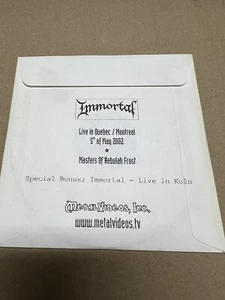 Immortal
Live in Quebec / Montreal
5th of May 2002
Masters Of Nebulah Frost
Special Bonus: Immortal - Live in Koln
MetalVideos, Inc.
www.metalvideos.tv